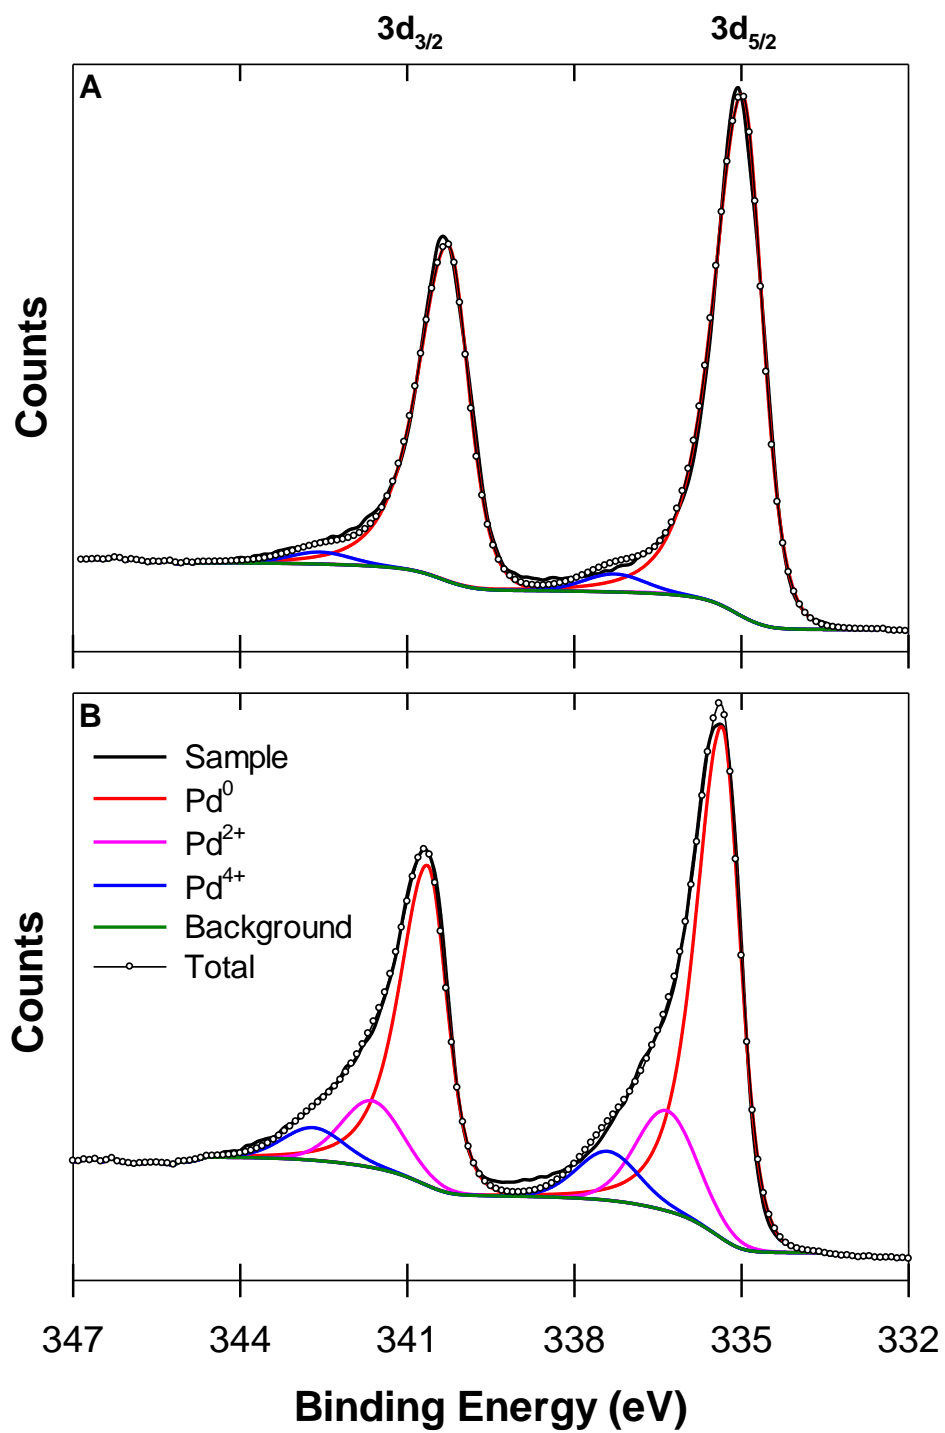 3d3/2 3d5/2
A
Counts
B
Sample
Pd0
Pd2+
Pd4+
Background
Total
Counts
347 344 341 338 335 332
Binding Energy (eV)